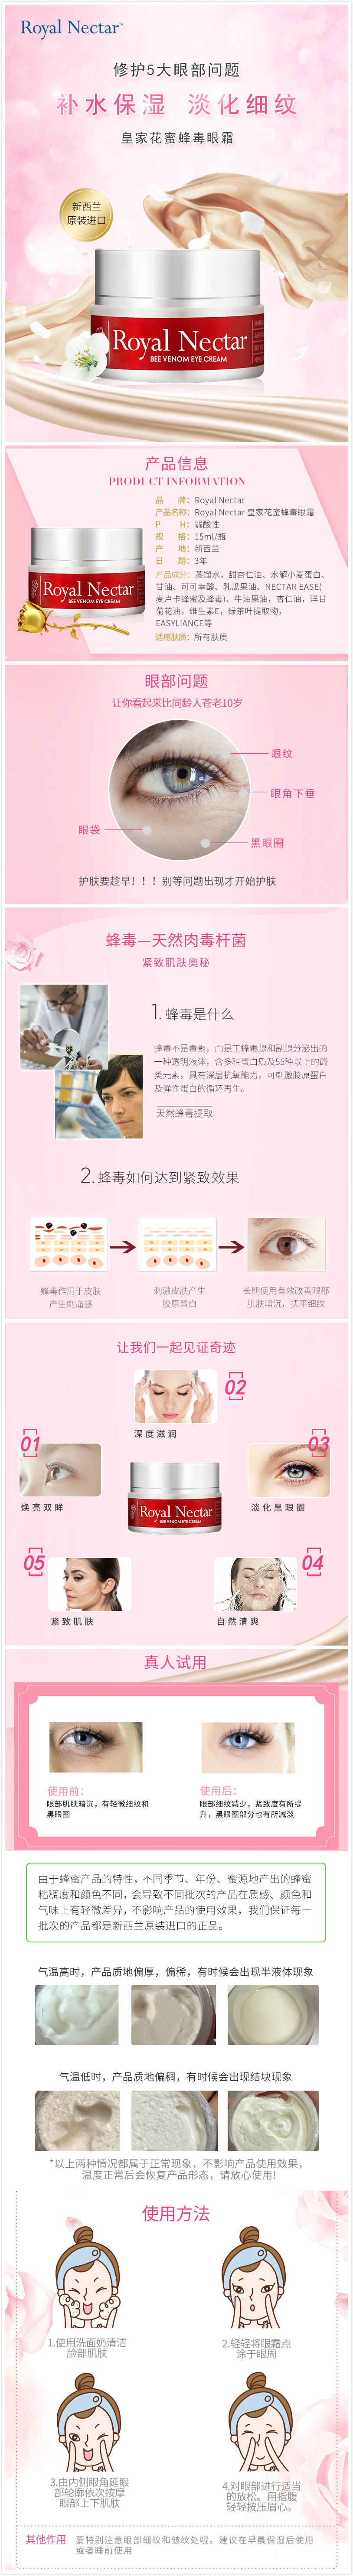 Royal Nectar™
修护5大眼部问题
补水保湿 淡化细纹
皇家花蜜蜂毒眼霜
新西兰
原装进口
Royal Nectar
BEE VENOM EYE CREAM
产品信息
PRODUCT INFORMATION
品 牌：Royal Nectar
产品名称：Royal Nectar 皇家花蜜蜂毒眼霜
P H：弱酸性
规 格：15ml/瓶
产 地：新西兰
日 期：3年
产品成分：蒸馏水，甜杏仁油、水解小麦蛋白、
甘油、可可幸酸、乳瓜果油、NECTAR EASE(
麦卢卡蜂蜜及蜂毒)、牛油果油，杏仁油，洋甘
菊花油，维生素E，绿茶叶提取物，
EASYLIANCE等
适用肤质：所有肤质
Royal Nectar
BEE VENOM EYE CREAM
眼部问题
让你看起来比同龄人苍老10岁
眼纹
眼角下垂
眼袋
黑眼圈
护肤要趁早！！！别等问题出现才开始护肤
蜂毒—天然肉毒杆菌
紧致肌肤奥秘
1.蜂毒是什么
蜂毒不是毒素，而是工蜂毒腺和副腺分泌出的
一种透明液体，含多种蛋白质及55种以上的酶
类元素，具有深层抗氧能力，可刺激胶原蛋白
及弹性蛋白的循环再生。
天然蜂毒提取
2.蜂毒如何达到紧致效果
蜂毒作用于皮肤
产生刺痛感
刺激皮肤产生
胶原蛋白
长期使用有效改善眼部
肌肤暗沉，抚平细纹
让我们一起见证奇迹
02
深度滋润
01
焕亮双眸
03
淡化黑眼圈
Royal Nectar
BEE VENOM EYE CREAM
05
紧致肌肤
04
自然清爽
真人试用
使用前：
眼部肌肤暗沉，有轻微细纹和
黑眼圈
使用后：
眼部细纹减少，紧致度有所提
升，黑眼圈部分也有所减淡
由于蜂蜜产品的特性，不同季节、年份、蜜源地产出的蜂蜜
粘稠度和颜色不同，会导致不同批次的产品在质感、颜色和
气味上有轻微差异，不影响产品的使用效果，我们保证每一
批次的产品都是新西兰原装进口的正品。
气温高时，产品质地偏厚，偏稀，有时候会出现半液体现象
气温低时，产品质地偏稠，有时候会出现结块现象
*以上两种情况都属于正常现象，不影响产品使用效果，
温度正常后会恢复产品形态，请放心使用!
使用方法
1.使用洗面奶清洁
脸部肌肤
2.轻轻将眼霜点
涂于眼周
3.由内侧眼角延眼
部轮廓依次按摩
眼部上下肌肤
4.对眼部进行适当
的放松。用指腹
轻轻按压眉心。
其他作用 要特别注意眼部细纹和皱纹处哦。建议在早晨保湿后使用
或者睡前使用